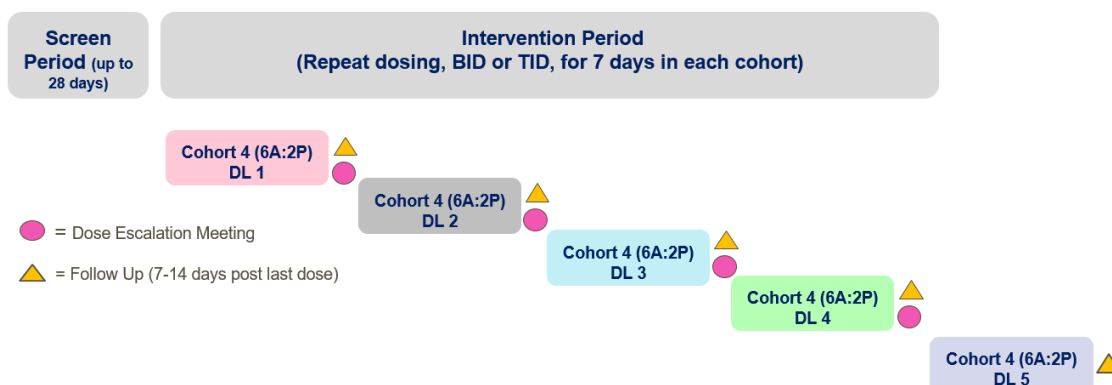 Screen
Period (up to
28 days)
Intervention Period
(Repeat dosing, BID or TID, for 7 days in each cohort)
Cohort 4 (6A:2P)
DL 1
Cohort 4 (6A:2P)
DL 2
= Dose Escalation Meeting
Cohort 4 (6A:2P)
DL 3
= Follow Up (7-14 days post last dose)
Cohort 4 (6A:2P)
DL 4
Cohort 4 (6A:2P)
DL 5